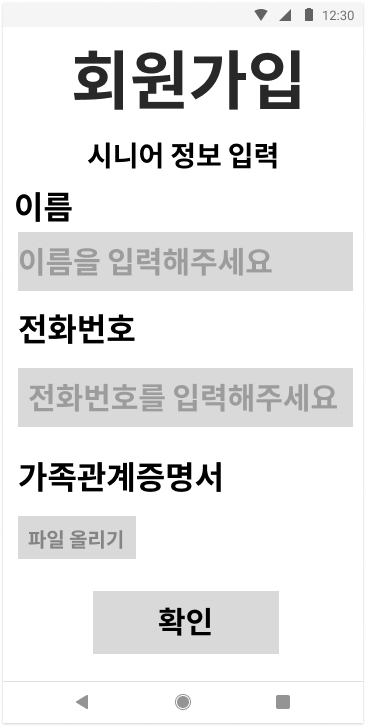 12:30
회원가입
시니어 정보 입력
이름
이름을 입력해주세요
전화번호
전화번호를 입력해주세요
가족관계증명서
파일 올리기
확인